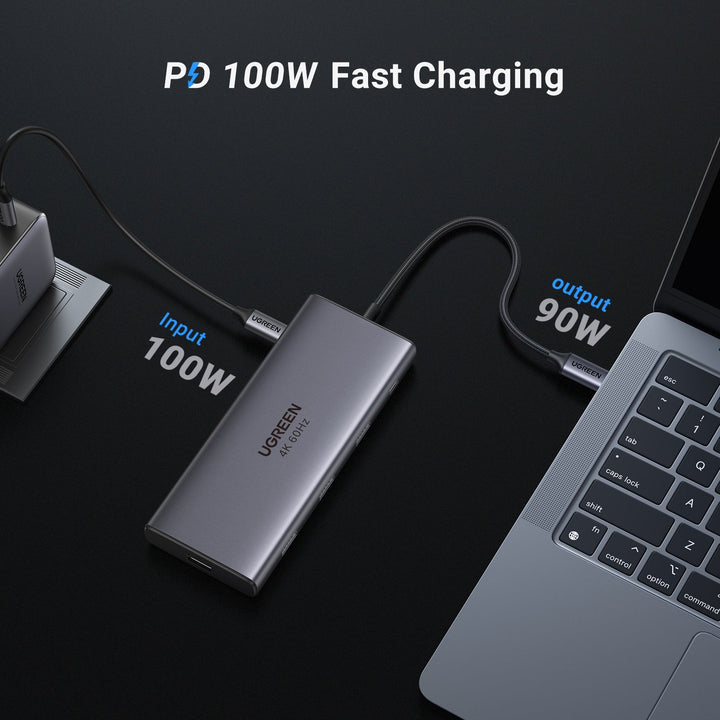 PD 100W Fast Charging
Input
100W
output
90W
UGREEN
UGREEN
UGREEN
UGREEN
4K 60Hz
esc
~
`
!
1
tab
Q
caps lock
A
shift
Z
fn
control
option
command